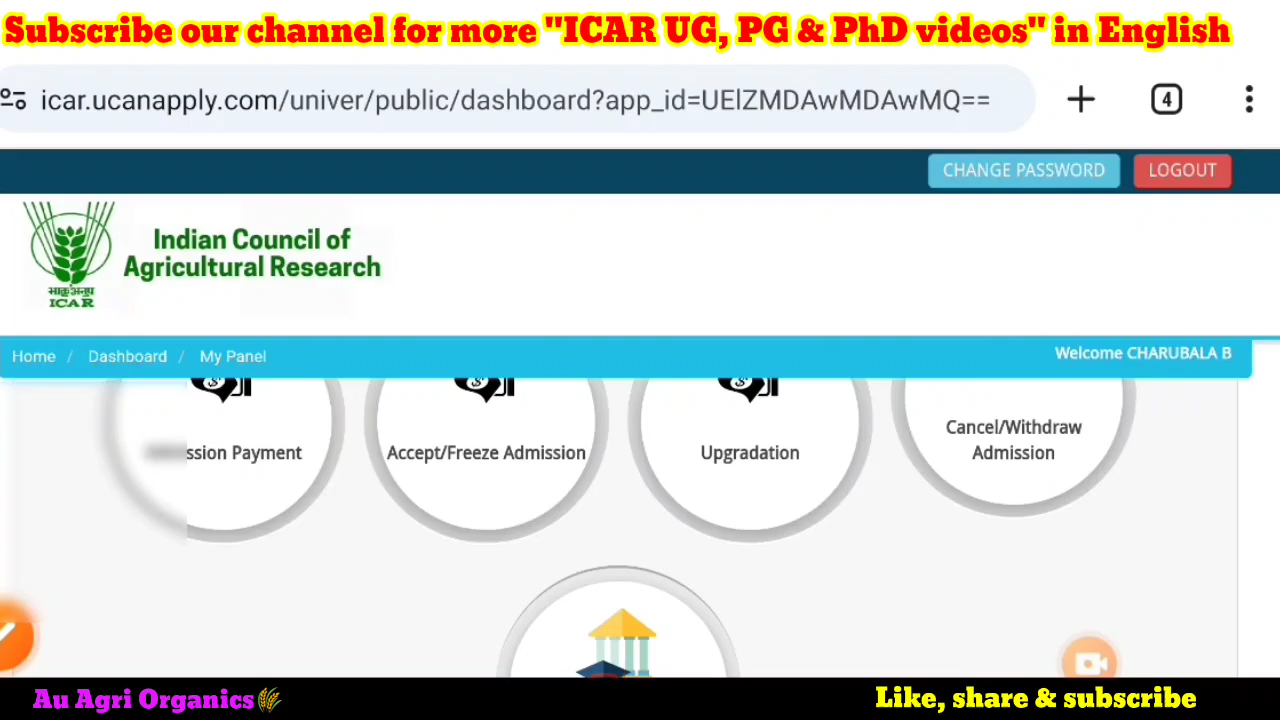 Subscribe our channel for more "ICAR UG, PG & PhD videos" in English
icar.ucanapply.com/univer/public/dashboard?app_id=UElZMDAwMDAwMQ==
4
CHANGE PASSWORD LOGOUT
Indian Council of
Agricultural Research
भाकृअनुप
ICAR
Home / Dashboard / My Panel
Welcome CHARUBALA B
ssion Payment
Accept/Freeze Admission
Upgradation
Cancel/Withdraw
Admission
Au Agri Organics🌾
Like, share & subscribe